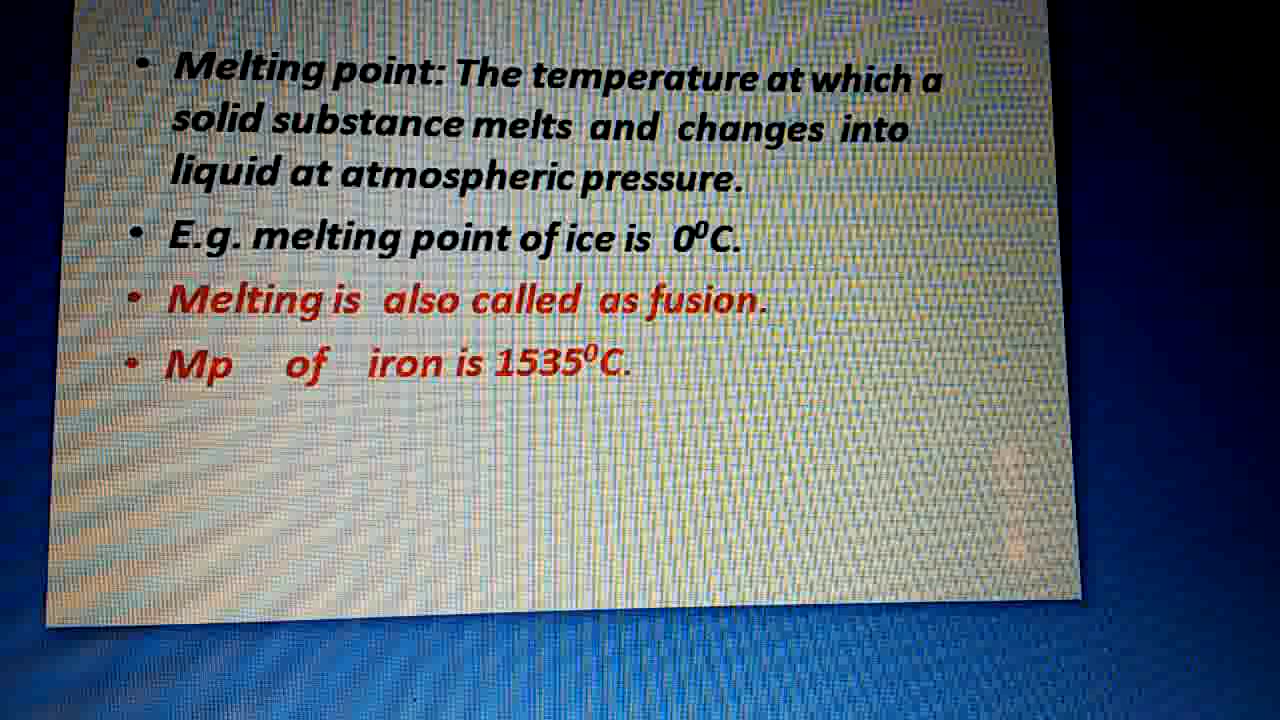 • Melting point: The temperature at which a
solid substance melts and changes into
liquid at atmospheric pressure.
• E.g. melting point of ice is 0⁰C.
• Melting is also called as fusion.
• Mp of iron is 1535⁰C.